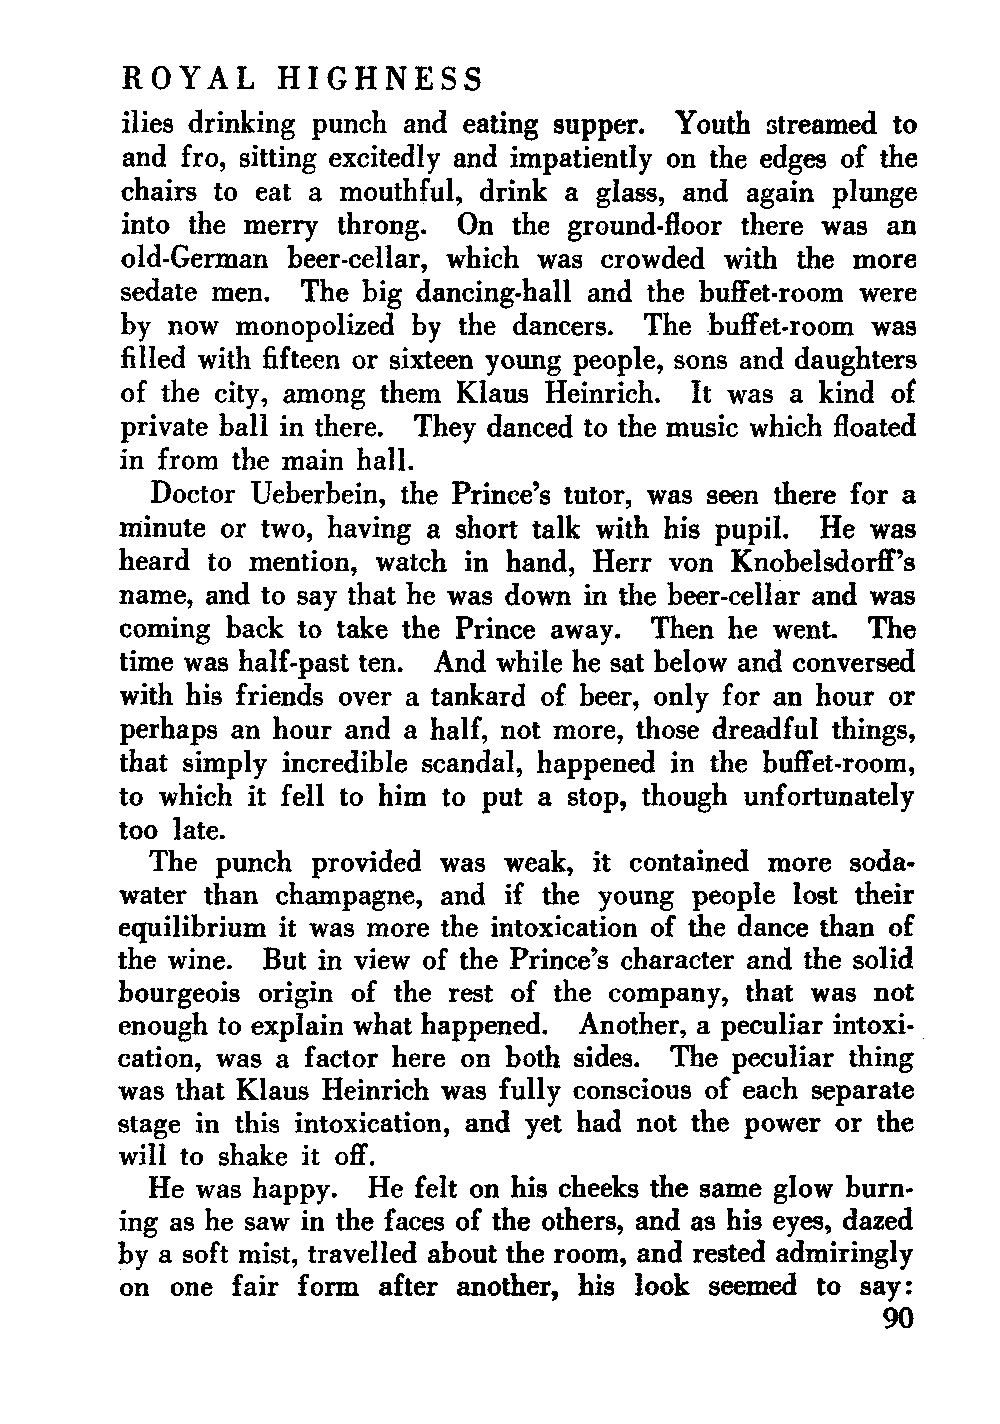 ROYAL HIGHNESS
ilies drinking punch and eating supper. Youth streamed to
and fro, sitting excitedly and impatiently on the edges of the
chairs to eat a mouthful, drink a glass, and again plunge
into the merry throng. On the ground-floor there was an
old-German beer-cellar, which was crowded with the more
sedate men. The big dancing-hall and the buffet-room were
by now monopolized by the dancers. The buffet-room was
filled with fifteen or sixteen young people, sons and daughters
of the city, among them Klaus Heinrich. It was a kind of
private ball in there. They danced to the music which floated
in from the main hall.
Doctor Ueberbein, the Prince's tutor, was seen there for a
minute or two, having a short talk with his pupil. He was
heard to mention, watch in hand, Herr von Knobelsdorff's
name, and to say that he was down in the beer-cellar and was
coming back to take the Prince away. Then he went. The
time was half-past ten. And while he sat below and conversed
with his friends over a tankard of beer, only for an hour or
perhaps an hour and a half, not more, those dreadful things,
that simply incredible scandal, happened in the buffet-room,
to which it fell to him to put a stop, though unfortunately
too late.
The punch provided was weak, it contained more soda-
water than champagne, and if the young people lost their
equilibrium it was more the intoxication of the dance than of
the wine. But in view of the Prince's character and the solid
bourgeois origin of the rest of the company, that was not
enough to explain what happened. Another, a peculiar intoxi-
cation, was a factor here on both sides. The peculiar thing
was that Klaus Heinrich was fully conscious of each separate
stage in this intoxication, and yet had not the power or the
will to shake it off.
He was happy. He felt on his cheeks the same glow burn-
ing as he saw in the faces of the others, and as his eyes, dazed
by a soft mist, travelled about the room, and rested admiringly
on one fair form after another, his look seemed to say:
90